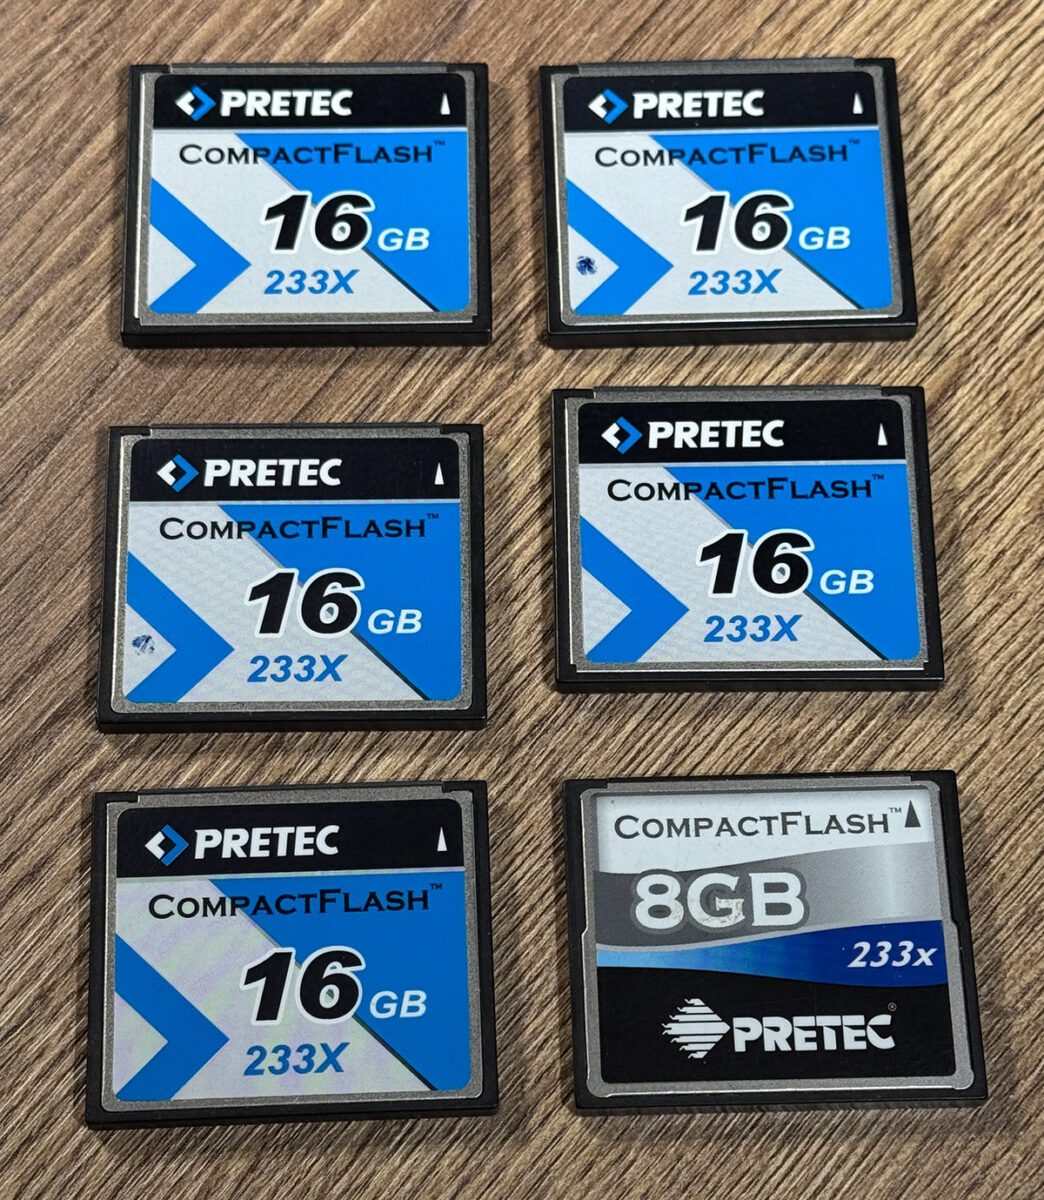 PRETEC
COMPACTFLASH™
16 GB
233X
PRETEC
COMPACTFLASH™
16 GB
233X
PRETEC
COMPACTFLASH™
16 GB
233X
PRETEC
COMPACTFLASH™
16 GB
233X
PRETEC
COMPACTFLASH™
16 GB
233X
COMPACTFLASH™
8GB
233x
PRETEC®